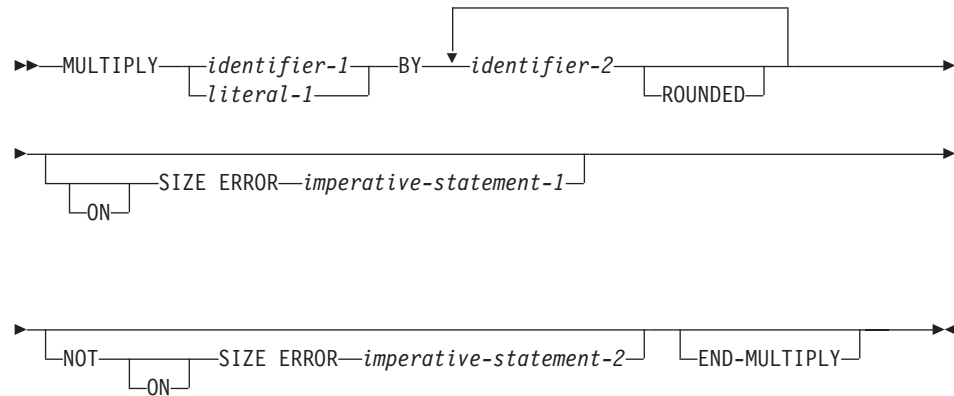 MULTIPLY identifier-1 BY identifier-2
literal-1 ROUNDED
SIZE ERROR imperative-statement-1
ON
NOT SIZE ERROR imperative-statement-2 END-MULTIPLY
ON